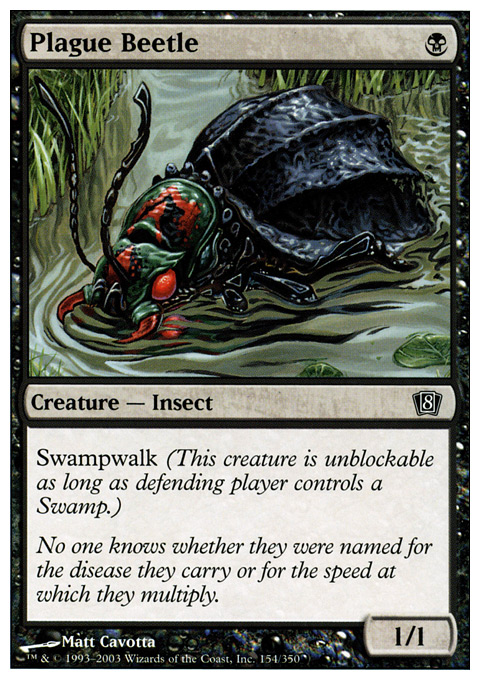 Plague Beetle
Creature — Insect
8
Swampwalk (This creature is unblockable
as long as defending player controls a
Swamp.)
No one knows whether they were named for
the disease they carry or for the speed at
which they multiply.
1/1
Matt Cavotta
™ & © 1993–2003 Wizards of the Coast, Inc. 154/350